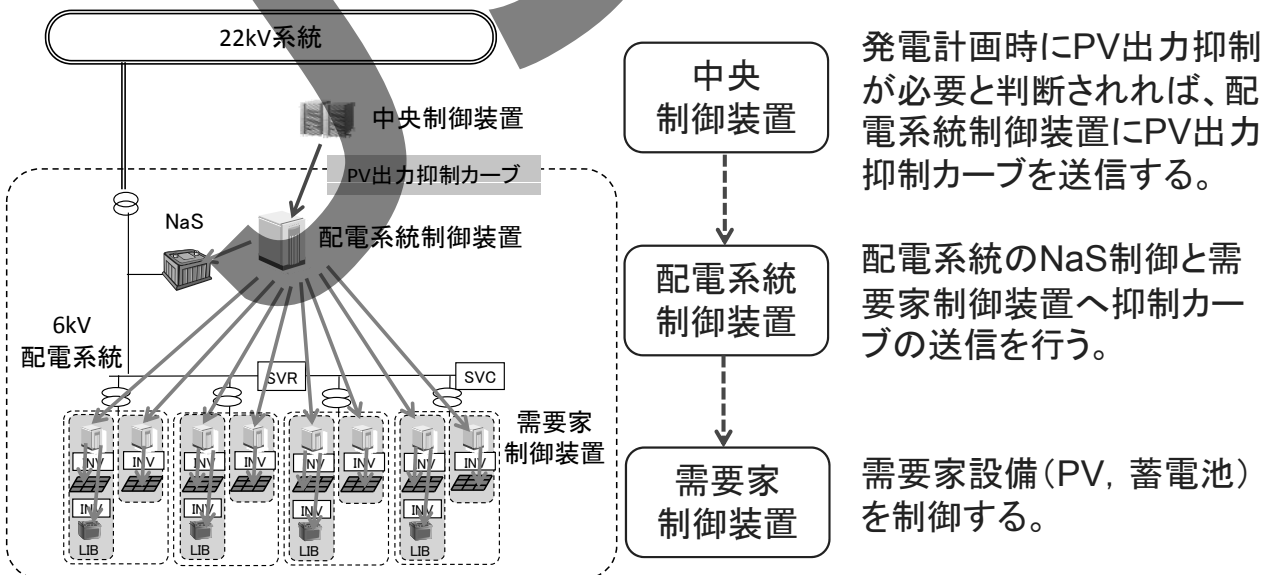 22kV系統
中央制御装置
PV出力抑制カーブ
NaS
配電系統制御装置
6kV
配電系統
SVR
SVC
需要家
制御装置
INV INV INV INV INV INV INV INV
INV INV INV INV
LIB LIB LIB LIB
中央
制御装置
発電計画時にPV出力抑制
が必要と判断されれば、配
電系統制御装置にPV出力
抑制カーブを送信する。
配電系統
制御装置
配電系統のNaS制御と需
要家制御装置へ抑制カー
ブの送信を行う。
需要家
制御装置
需要家設備（PV，蓄電池）
を制御する。